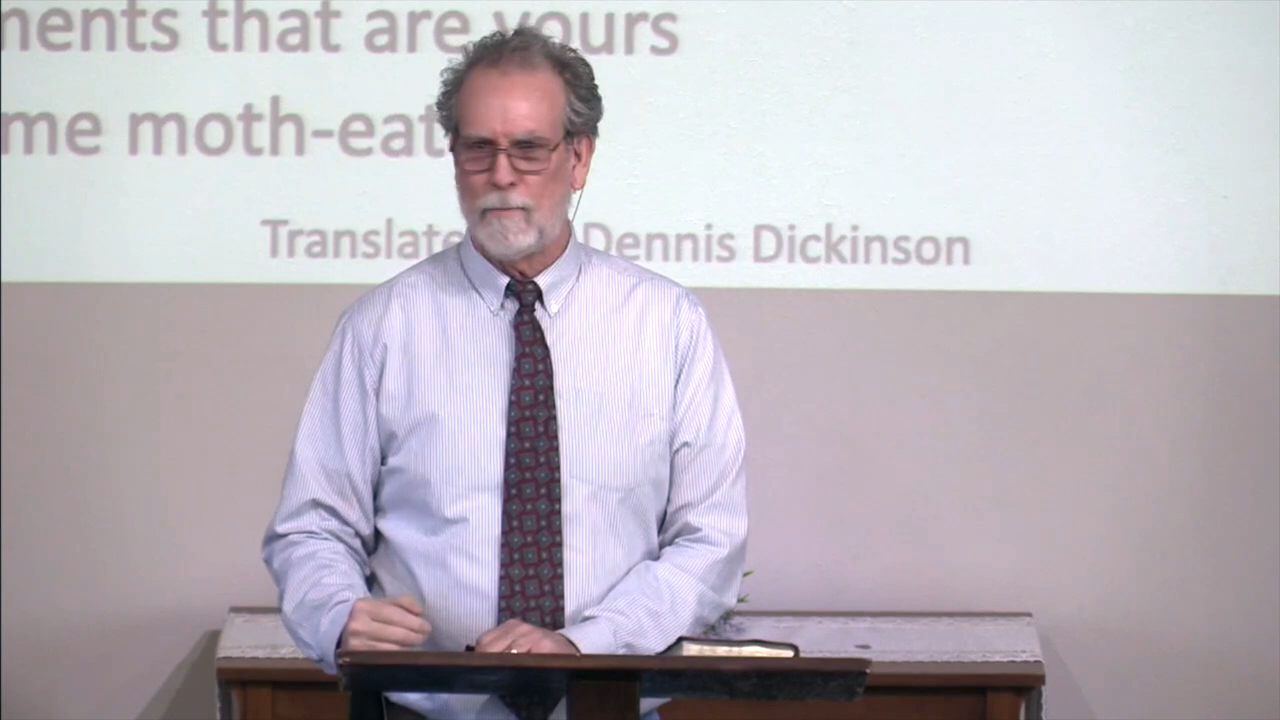 ments that are yours
me moth-eat
Translate Dennis Dickinson